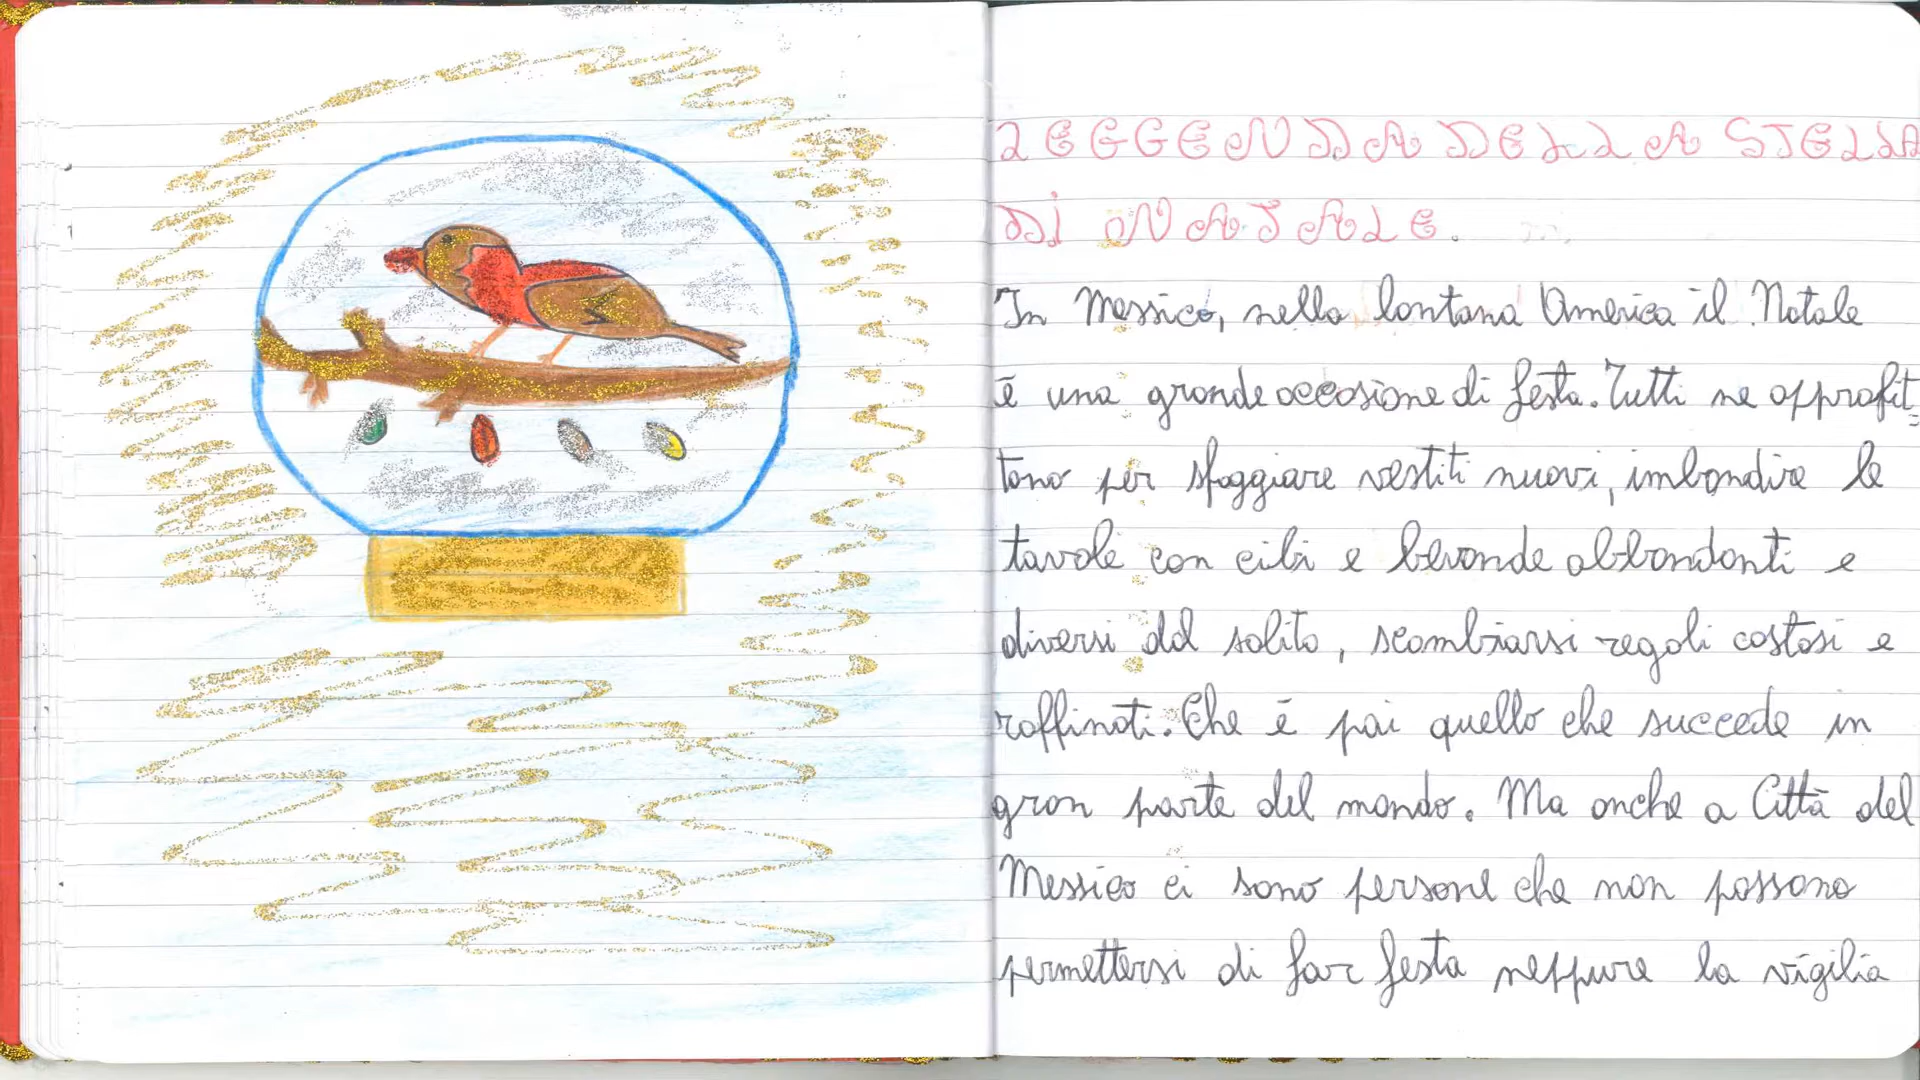 LEGGENDA DELLA STELLA
DI NATALE.
In Messico, nella lontana America il Natale
è una grande occasione di festa. Tutti ne approfit=
tano per sfoggiare vestiti nuovi, imbandire le
tavole con cibi e bevande abbondanti e
diversi dal solito, scambiarsi regali costosi e
raffinati. Che è poi quello che succede in
gran parte del mondo. Ma anche a Città del
Messico ci sono persone che non possono
permettersi di far festa neppure la vigilia